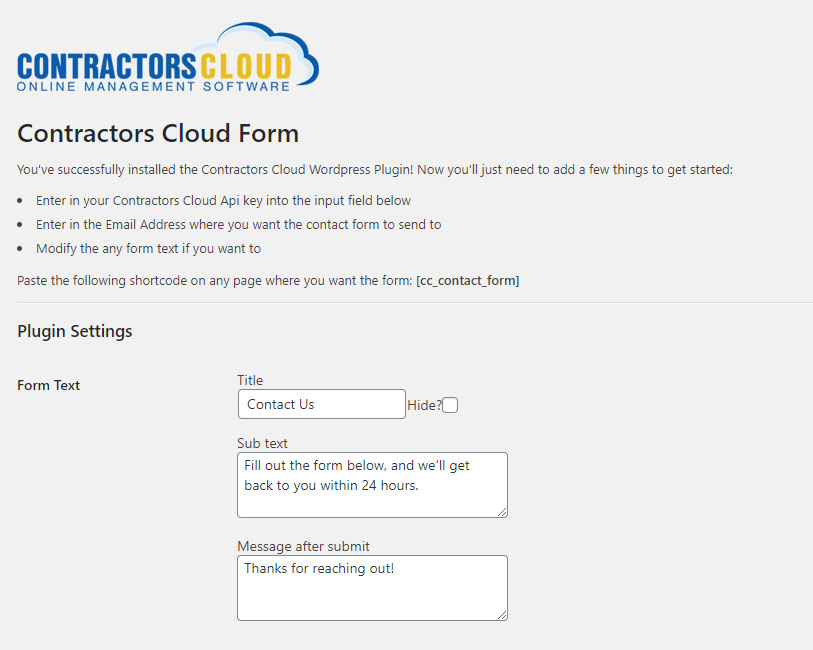 CONTRACTORSCLOUD
ONLINE MANAGEMENT SOFTWARE
Contractors Cloud Form
You've successfully installed the Contractors Cloud Wordpress Plugin! Now you'll just need to add a few things to get started:
Enter in your Contractors Cloud Api key into the input field below
Enter in the Email Address where you want the contact form to send to
Modify the any form text if you want to
Paste the following shortcode on any page where you want the form: [cc_contact_form]
Plugin Settings
Form Text
Title
Contact Us
Hide?
Sub text
Fill out the form below, and we'll get
back to you within 24 hours.
Message after submit
Thanks for reaching out!